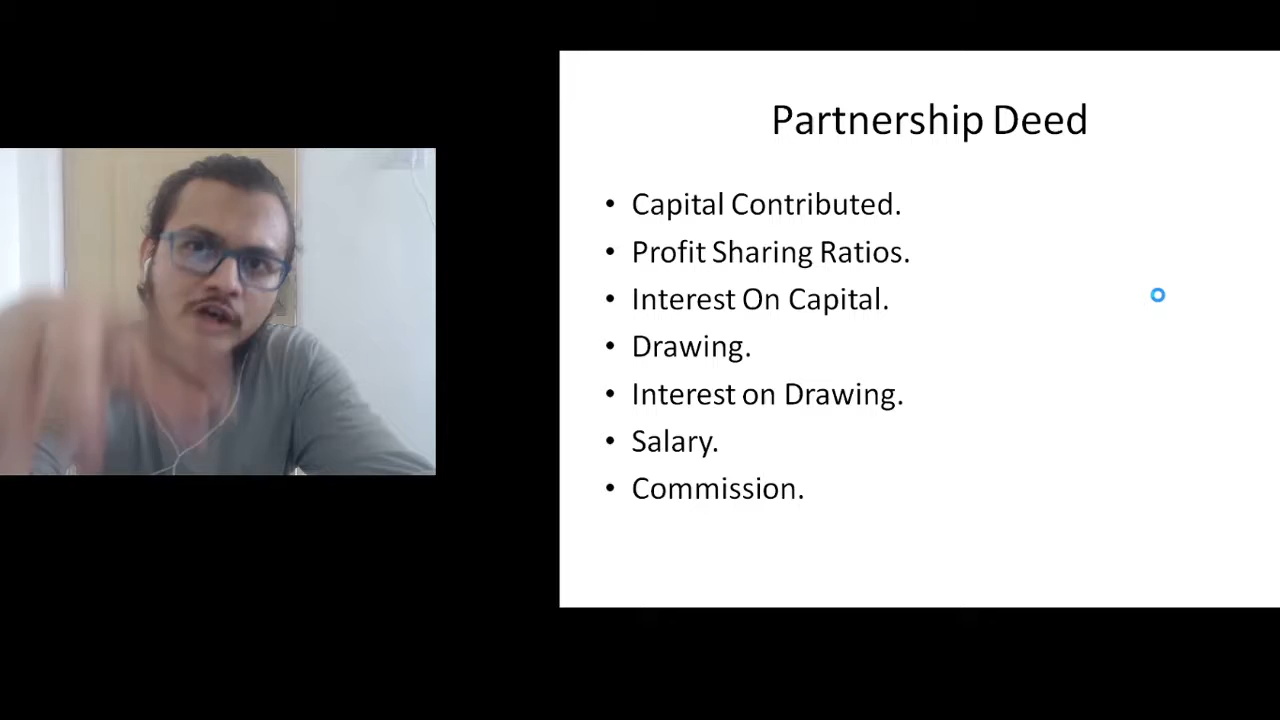 Partnership Deed
• Capital Contributed.
• Profit Sharing Ratios.
• Interest On Capital.
• Drawing.
• Interest on Drawing.
• Salary.
• Commission.